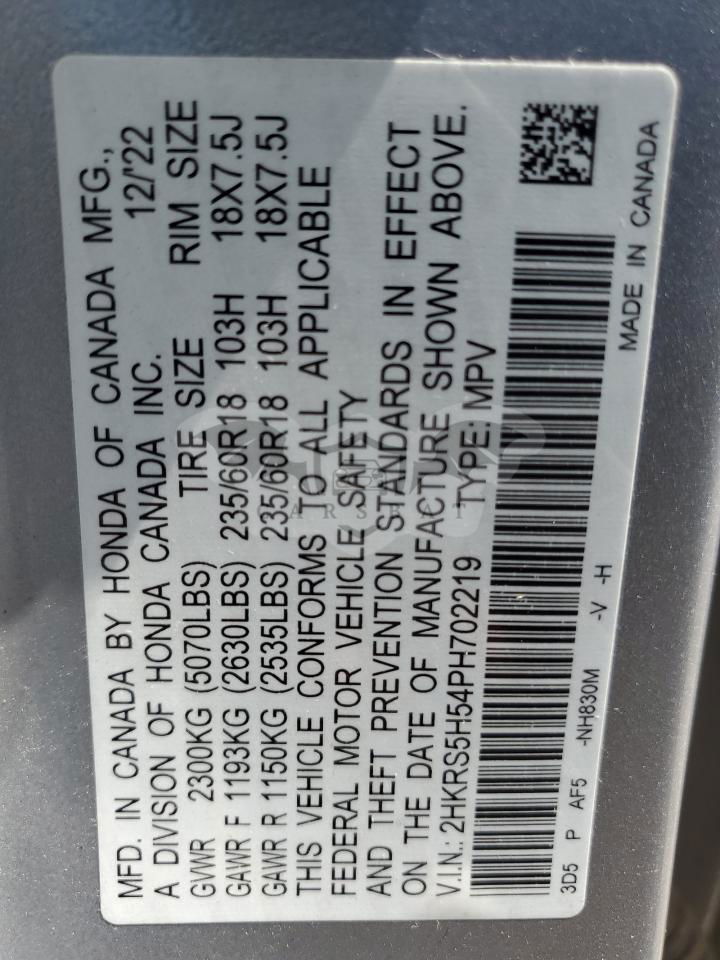 MFD. IN CANADA BY HONDA OF CANADA MFG.,
A DIVISION OF HONDA CANADA INC. 12/'22
GVWR 2300KG (5070LBS) TIRE SIZE RIM SIZE
GAWR F 1193KG (2630LBS) 235/60R18 103H 18X7.5J
GAWR R 1150KG (2535LBS) 235/60R18 103H 18X7.5J
THIS VEHICLE CONFORMS TO ALL APPLICABLE
FEDERAL MOTOR VEHICLE SAFETY
AND THEFT PREVENTION STANDARDS IN EFFECT
ON THE DATE OF MANUFACTURE SHOWN ABOVE.
V.I.N.: 2HKRS5H54PH702219 TYPE: MPV
3D5 P AF5 -NH830M -V -H
MADE IN CANADA